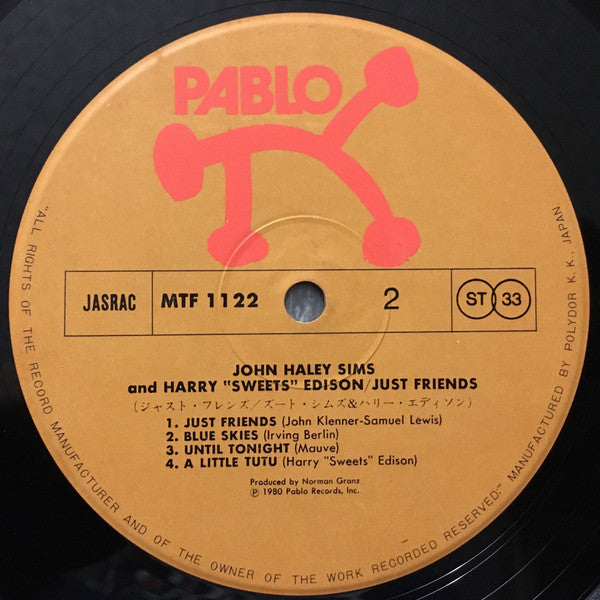 PABLO
JASRAC
MTF 1122
2
ST 33
JOHN HALEY SIMS
and HARRY "SWEETS" EDISON/JUST FRIENDS
(ジャスト・フレンズ/ズート・シムズ&ハリー・エディソン)
1. JUST FRIENDS (John Klenner-Samuel Lewis)
2. BLUE SKIES (Irving Berlin)
3. UNTIL TONIGHT (Mauve)
4. A LITTLE TUTU (Harry "Sweets" Edison)
Produced by Norman Granz
Ⓟ 1980 Pablo Records, Inc.
"ALL RIGHTS OF THE RECORD MANUFACTURER AND OF THE OWNER OF THE WORK RECORDED RESERVED." MANUFACTURED BY POLYDOR K. K., JAPAN.